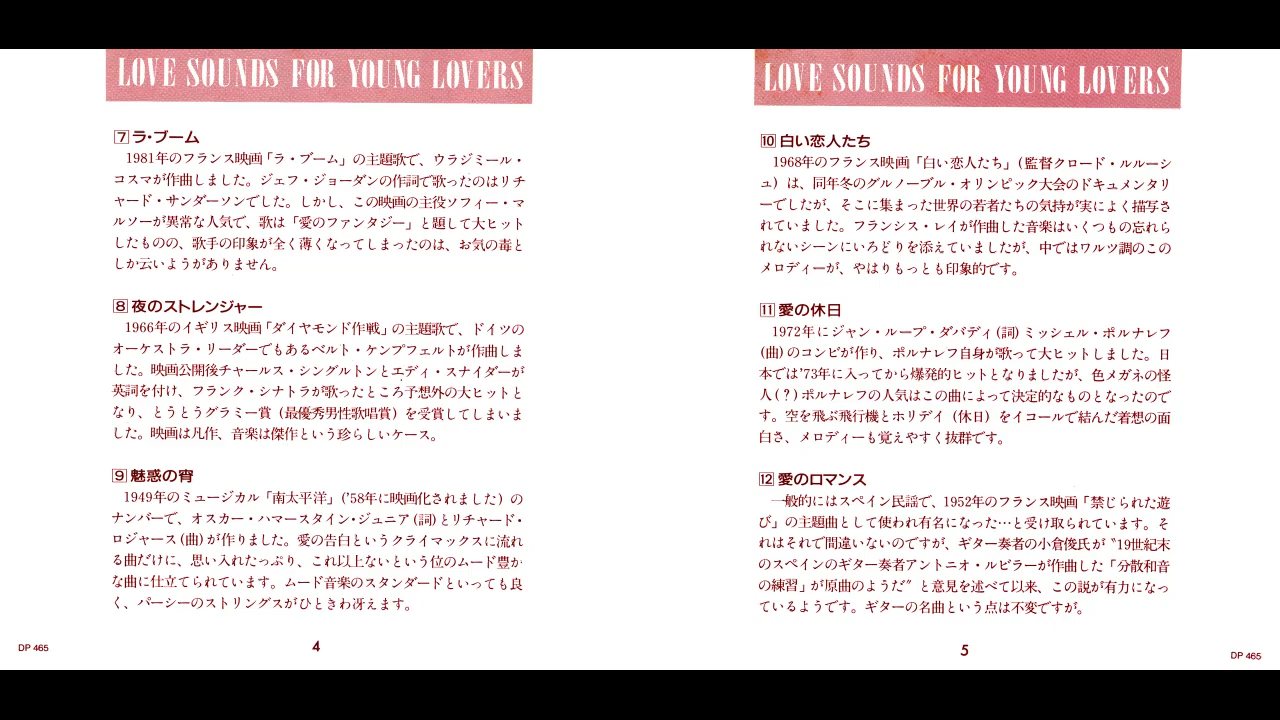 LOVE SOUNDS FOR YOUNG LOVERS
7 ラ・ブーム
1981年のフランス映画「ラ・ブーム」の主題歌で、ウラジミール・
コスマが作曲しました。ジェフ・ジョーダンの作詞で歌ったのはリチ
ャード・サンダーソンでした。しかし、この映画の主役ソフィー・マ
ルソーが異常な人気で、歌は「愛のファンタジー」と題して大ヒット
したものの、歌手の印象が全く薄くなってしまったのは、お気の毒と
しか云いようがありません。
8 夜のストレンジャー
1966年のイギリス映画「ダイヤモンド作戦」の主題歌で、ドイツの
オーケストラ・リーダーでもあるベルト・ケンプフェルトが作曲しま
した。映画公開後チャールス・シングルトンとエディ・スナイダーが
英詞を付け、フランク・シナトラが歌ったところ予想外の大ヒットと
なり、とうとうグラミー賞（最優秀男性歌唱賞）を受賞してしまいま
した。映画は凡作、音楽は傑作という珍らしいケース。
9 魅惑の宵
1949年のミュージカル「南太平洋」('58年に映画化されました）の
ナンバーで、オスカー・ハマースタイン・ジュニア(詞)とリチャード・
ロジャース(曲)が作りました。愛の告白というクライマックスに流れ
る曲だけに、思い入れたっぷり、これ以上ないという位のムード豊か
な曲に仕立てられています。ムード音楽のスタンダードといっても良
く、パーシーのストリングスがひときわ冴えます。
DP 465
4
LOVE SOUNDS FOR YOUNG LOVERS
10 白い恋人たち
1968年のフランス映画「白い恋人たち」(監督クロード・ルルーシ
ュ）は、同年冬のグルノーブル・オリンピック大会のドキュメンタリ
ーでしたが、そこに集まった世界の若者たちの気持が実によく描写さ
れていました。フランシス・レイが作曲した音楽はいくつもの忘れら
れないシーンにいろどりを添えていましたが、中ではワルツ調のこの
メロディーが、やはりもっとも印象的です。
11 愛の休日
1972年にジャン・ループ・ダバディ(詞)ミッシェル・ポルナレフ
(曲)のコンビが作り、ポルナレフ自身が歌って大ヒットしました。日
本では'73年に入ってから爆発的ヒットとなりましたが、色メガネの怪
人(？)ポルナレフの人気はこの曲によって決定的なものとなったので
す。空を飛ぶ飛行機とホリデイ（休日）をイコールで結んだ着想の面
白さ、メロディーも覚えやすく抜群です。
12 愛のロマンス
一般的にはスペイン民謡で、1952年のフランス映画「禁じられた遊
び」の主題曲として使われ有名になった…と受け取られています。そ
れはそれで間違いないのですが、ギター奏者の小倉俊氏が〝19世紀末
のスペインのギター奏者アントニオ・ルビラーが作曲した「分散和音
の練習」が原曲のようだ〞と意見を述べて以来、この説が有力になっ
ているようです。ギターの名曲という点は不変ですが。
5
DP 465